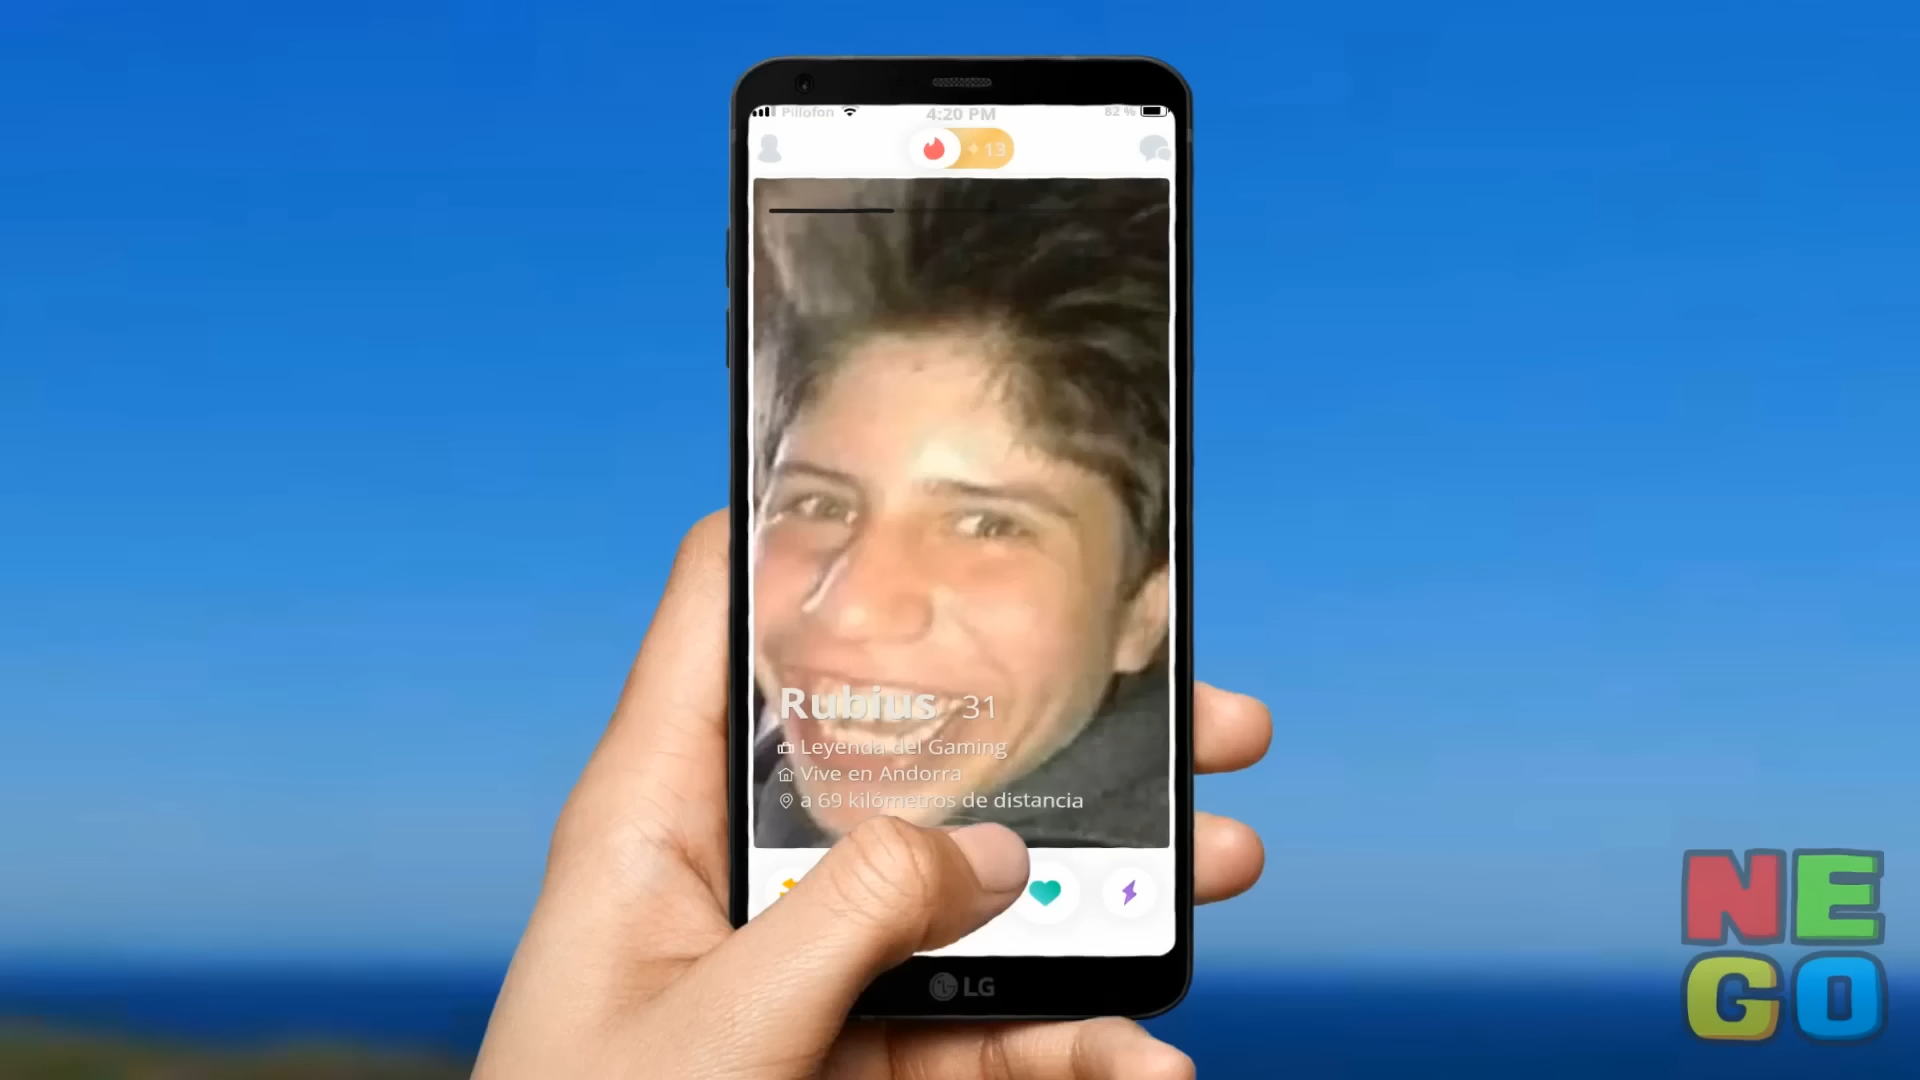 Pillofon 4:20 PM 82 %
13
Rubius 31
Leyenda del Gaming
Vive en Andorra
a 69 kilómetros de distancia
LG
NE
GO